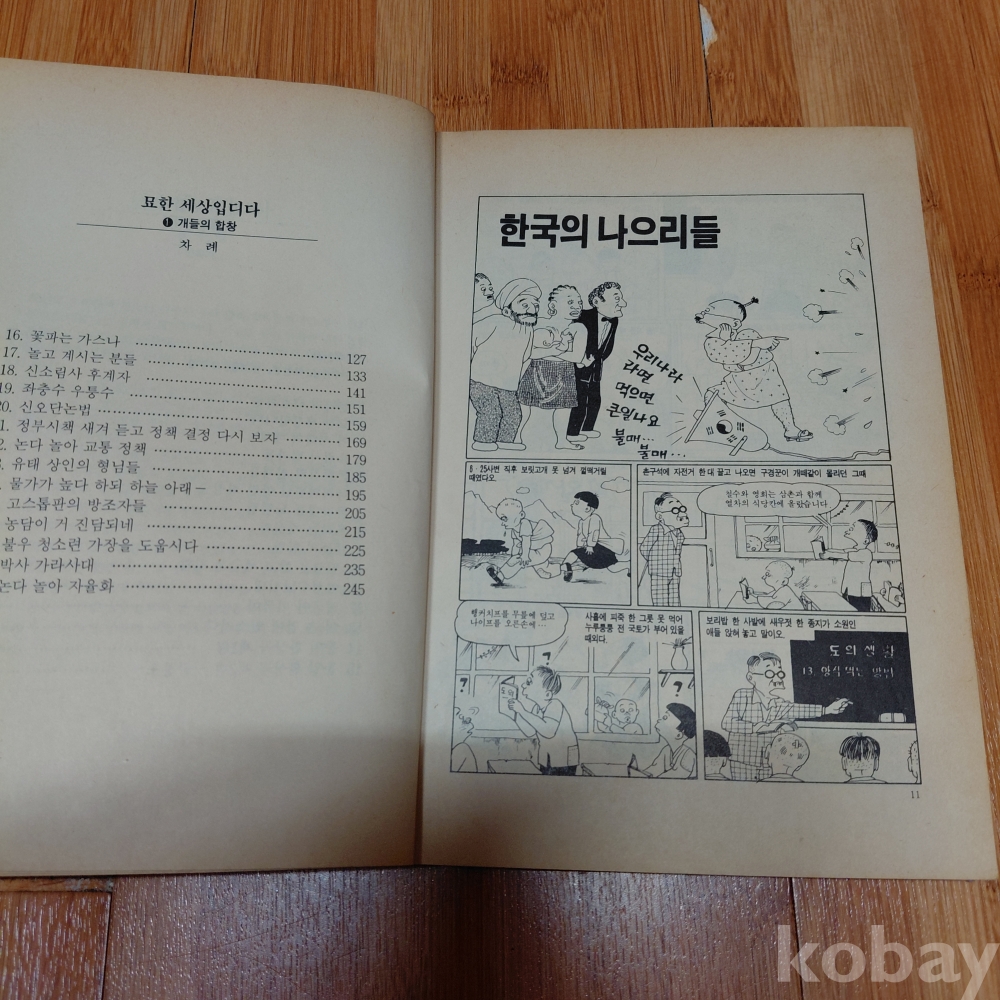 묘한 세상입디다
❶ 개들의 합창
차 례
16. 꽃파는 가스나 127
17. 놀고 계시는 분들 133
18. 신소림사 후계자 141
19. 좌충수 우통수 151
20. 신오단논법 159
1. 정부시책 새겨 듣고 정책 결정 다시 보자 169
2. 논다 놀아 교통 정책 179
3. 유태 상인의 형님들 185
. 물가가 높다 하되 하늘 아래- 195
고스톱판의 방조자들 205
농담이 거 진담되네 215
불우 청소년 가장을 도웁시다 225
박사 가라사대 235
논다 놀아 자율화 245
한국의 나으리들
우리나라
라면
먹으면
큰일나요
불매...
불매...
6·25사변 직후 보릿고개 못 넘겨 껄떡거릴
때였다오.
촌구석에 자전거 한 대 끌고 나오면 구경꾼이 개떼같이 몰리던 그때
철수와 영희는 삼촌과 함께
열차의 식당칸에 올랐습니다
행커치프를 무릎에 덮고
나이프를 오른손에...
사흘에 피죽 한 그릇 못 먹어
누루퉁퉁 전 국토가 부어 있을
때외다.
?
?
?
보리밥 한 사발에 새우젓 한 종지가 소원인
애들 앉혀 놓고 말이오.
도의 생활
13. 양식 먹는 방법
11
kobay